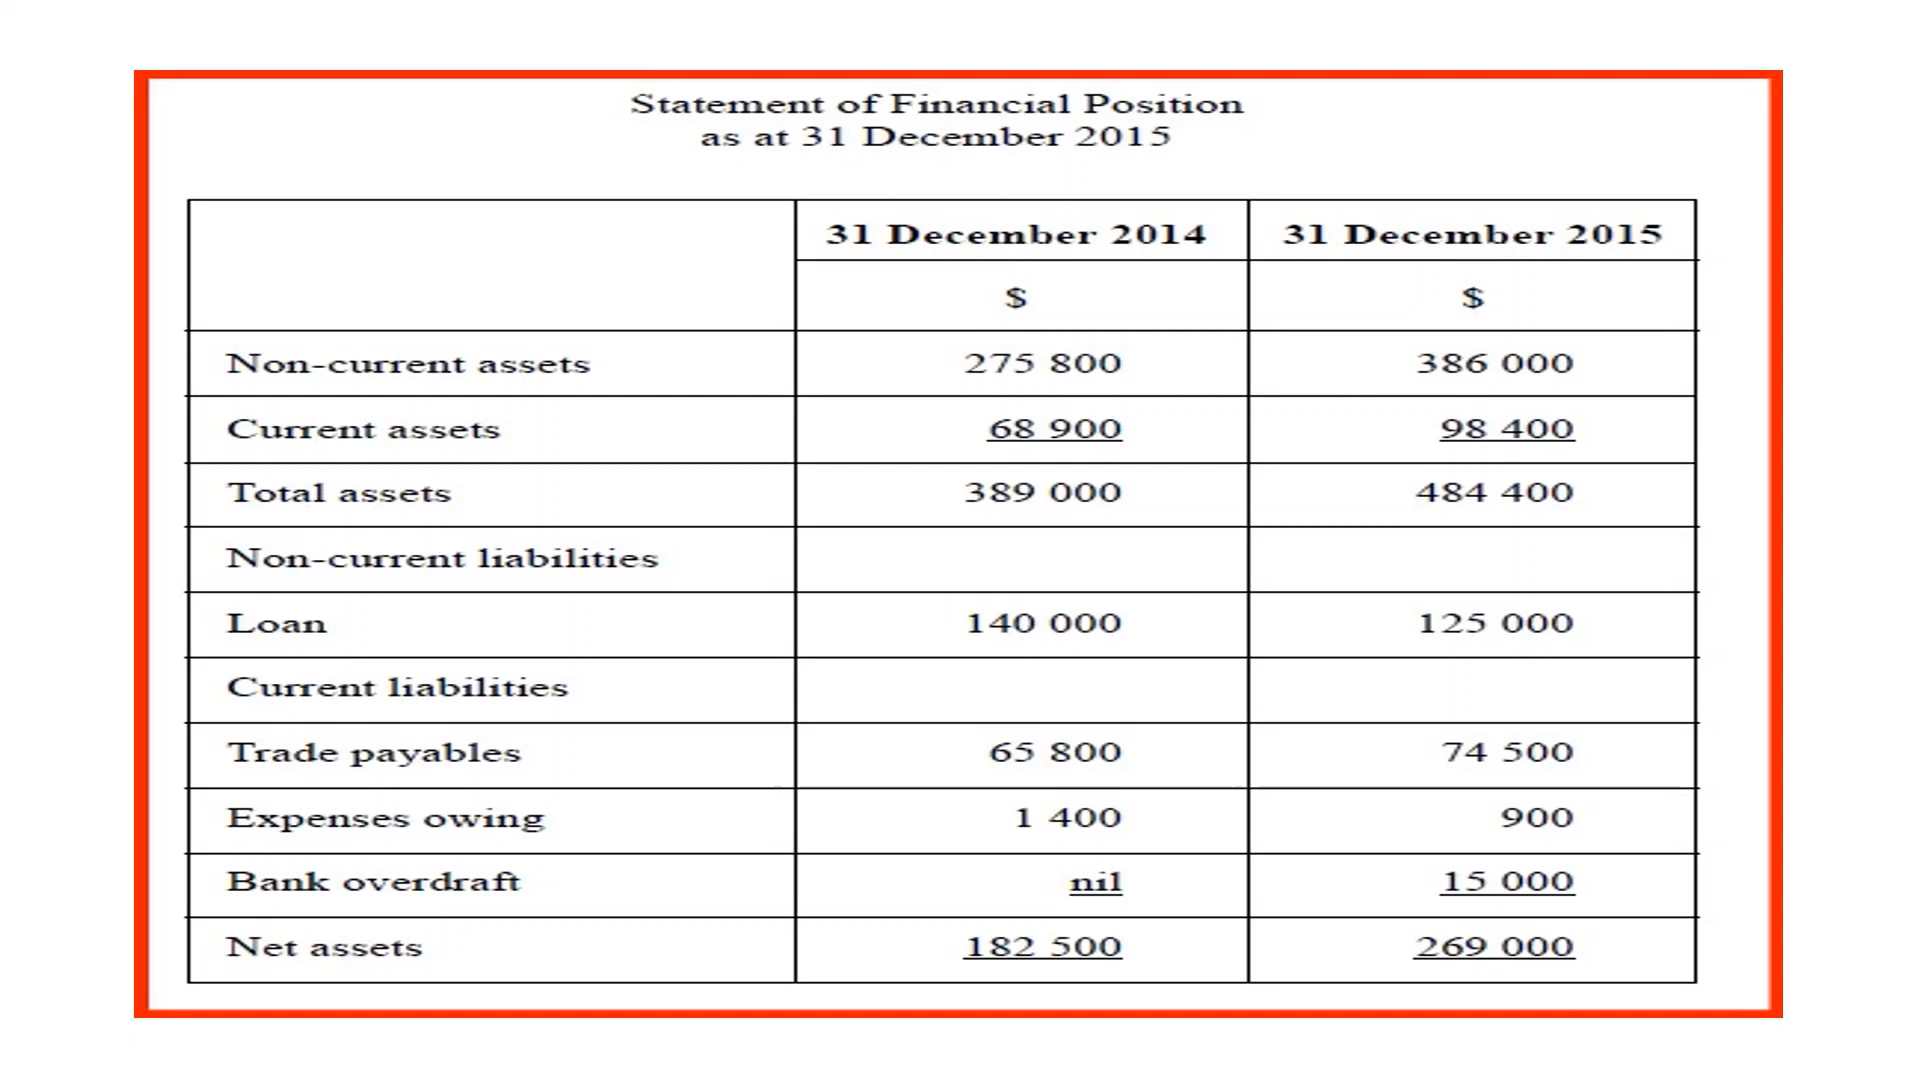 Statement of Financial Position
as at 31 December 2015
31 December 2014 31 December 2015
$ $
Non-current assets 275 800 386 000
Current assets 68 900 98 400
Total assets 389 000 484 400
Non-current liabilities
Loan 140 000 125 000
Current liabilities
Trade payables 65 800 74 500
Expenses owing 1 400 900
Bank overdraft nil 15 000
Net assets 182 500 269 000